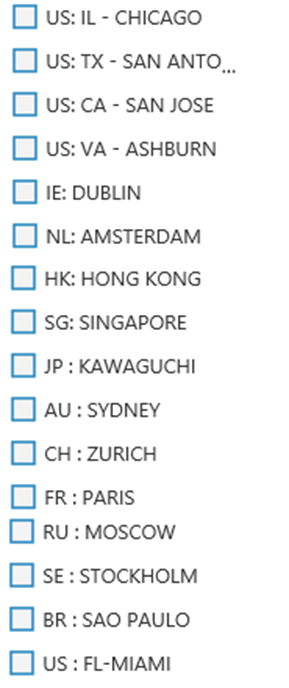 US: IL - CHICAGO
US: TX - SAN ANTO...
US: CA - SAN JOSE
US: VA - ASHBURN
IE: DUBLIN
NL: AMSTERDAM
HK: HONG KONG
SG: SINGAPORE
JP : KAWAGUCHI
AU : SYDNEY
CH : ZURICH
FR : PARIS
RU : MOSCOW
SE : STOCKHOLM
BR : SAO PAULO
US : FL-MIAMI